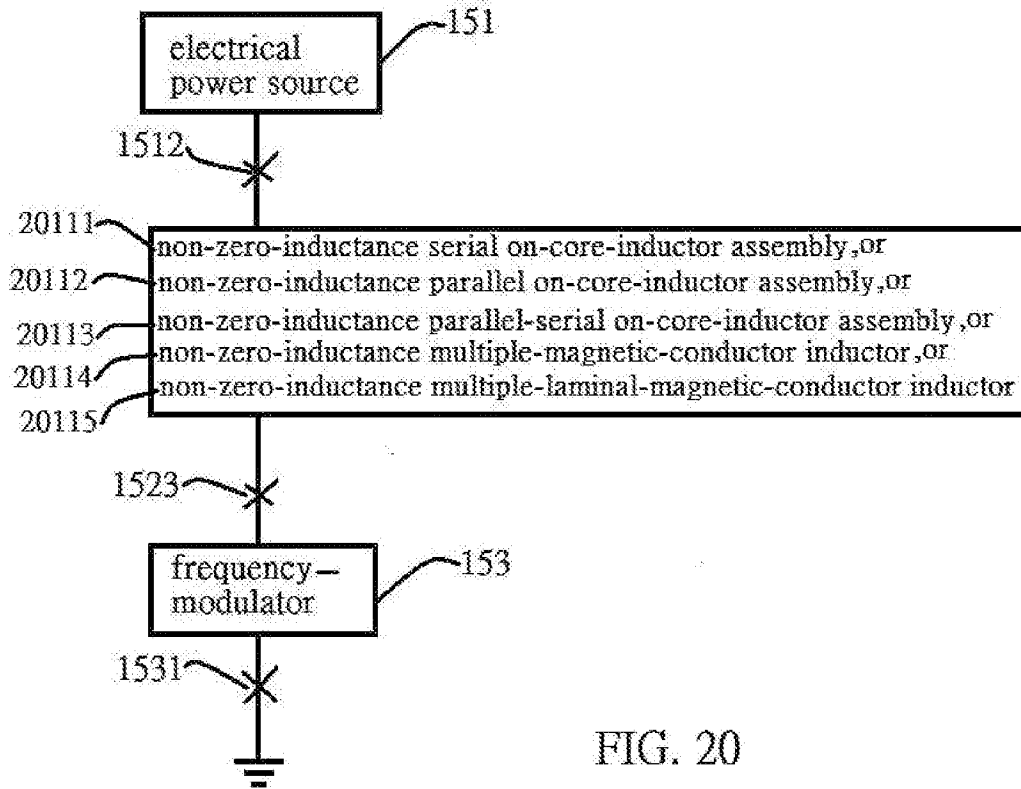 electrical
power source
151
1512
20111
non-zero-inductance serial on-core-inductor assembly,or
20112
non-zero-inductance parallel on-core-inductor assembly,or
20113
non-zero-inductance parallel-serial on-core-inductor assembly,or
20114
non-zero-inductance multiple-magnetic-conductor inductor,or
20115
non-zero-inductance multiple-laminal-magnetic-conductor inductor
1523
frequency–
modulator
153
1531
FIG. 20